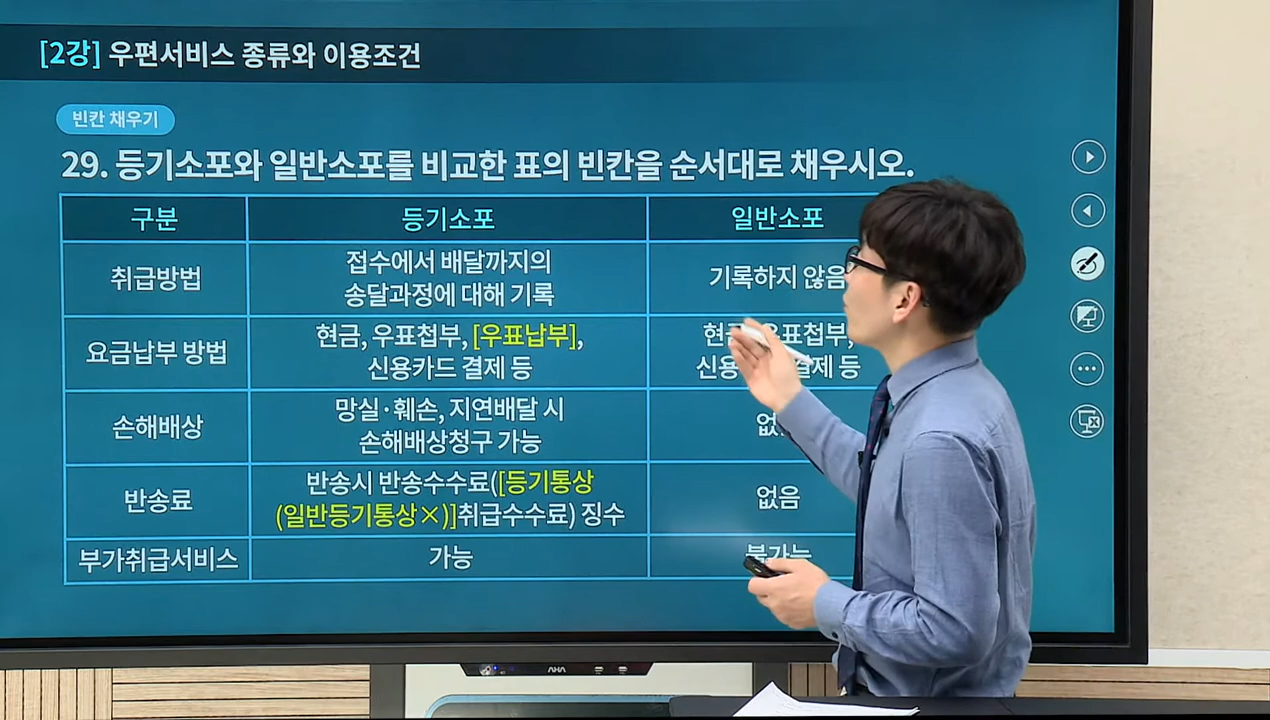 [2강] 우편서비스 종류와 이용조건
빈칸 채우기
29. 등기소포와 일반소포를 비교한 표의 빈칸을 순서대로 채우시오.
구분 등기소포 일반소포
취급방법 접수에서 배달까지의 송달과정에 대해 기록 기록하지 않음
요금납부 방법 현금, 우표첩부, [우표납부], 신용카드 결제 등 우표첩부, 결제 등
손해배상 망실·훼손, 지연배달 시 손해배상청구 가능
반송료 반송시 반송수수료([등기통상 (일반등기통상×)]취급수수료) 징수 없음
부가취급서비스 가능 불가능
AHA